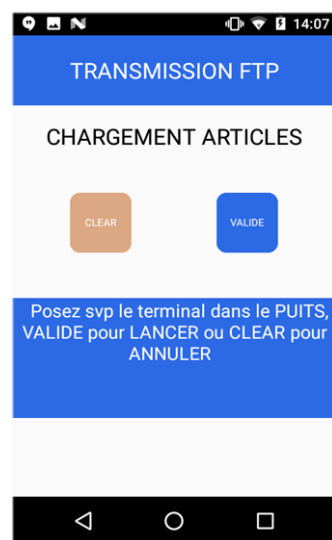 14:07
TRANSMISSION FTP
CHARGEMENT ARTICLES
CLEAR
VALIDE
Posez svp le terminal dans le PUITS,
VALIDE pour LANCER ou CLEAR pour
ANNULER